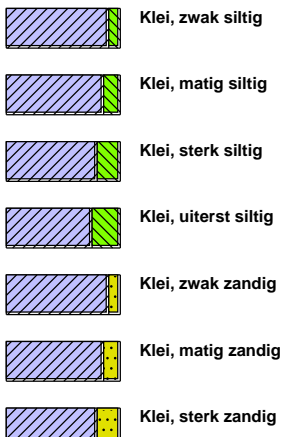 Klei, zwak siltig
Klei, matig siltig
Klei, sterk siltig
Klei, uiterst siltig
Klei, zwak zandig
Klei, matig zandig
Klei, sterk zandig